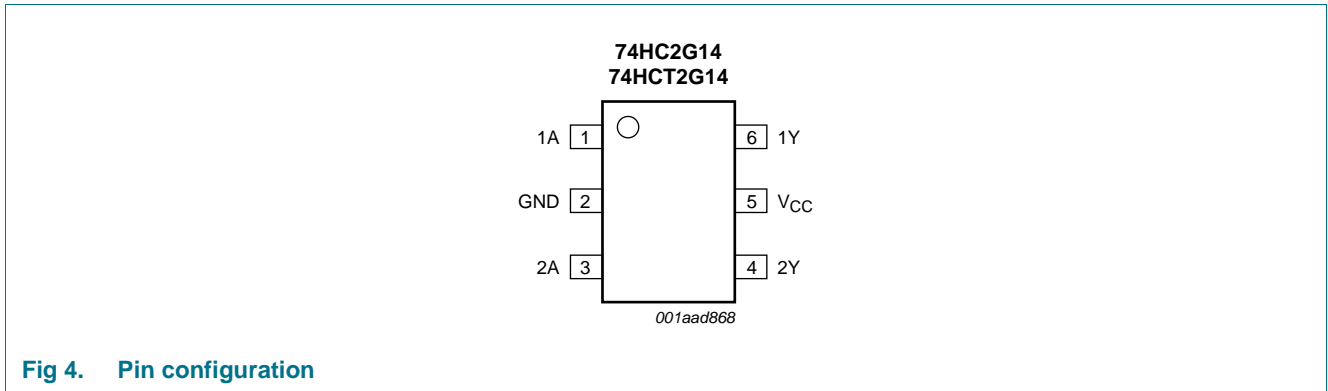 74HC2G14
74HCT2G14
1A 1 6 1Y
GND 2 5 VCC
2A 3 4 2Y
001aad868
Fig 4. Pin configuration